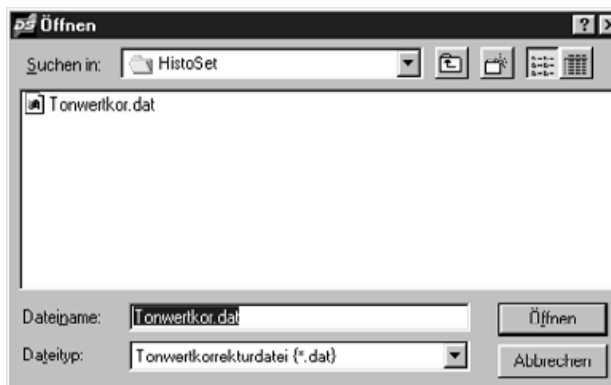 Öffnen
Suchen in: HistoSet
Tonwertkor.dat
Dateiname: Tonwertkor.dat Öffnen
Dateityp: Tonwertkorrekturdatei {*.dat} Abbrechen